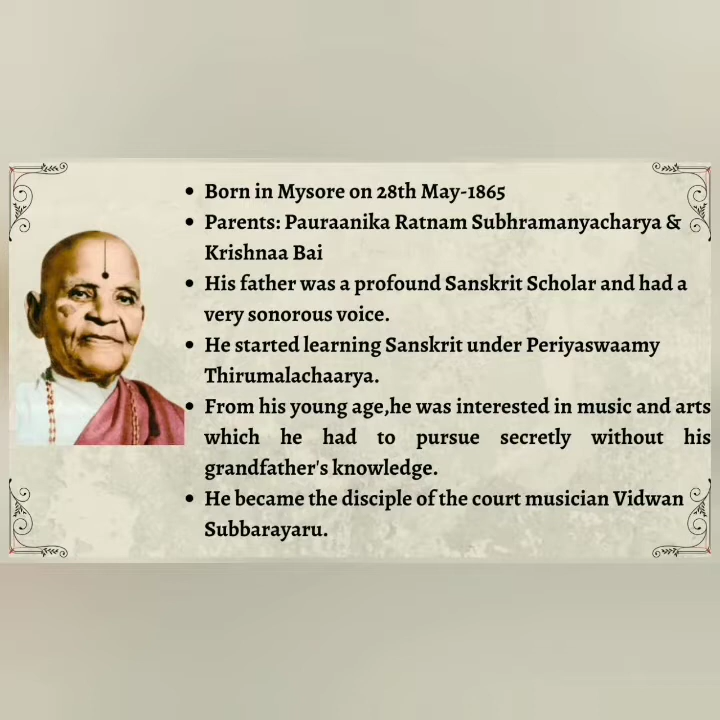 • Born in Mysore on 28th May-1865
• Parents: Pauraanika Ratnam Subhramanyacharya &
Krishnaa Bai
• His father was a profound Sanskrit Scholar and had a
very sonorous voice.
• He started learning Sanskrit under Periyaswaamy
Thirumalachaarya.
• From his young age,he was interested in music and arts
which he had to pursue secretly without his
grandfather's knowledge.
• He became the disciple of the court musician Vidwan
Subbarayaru.